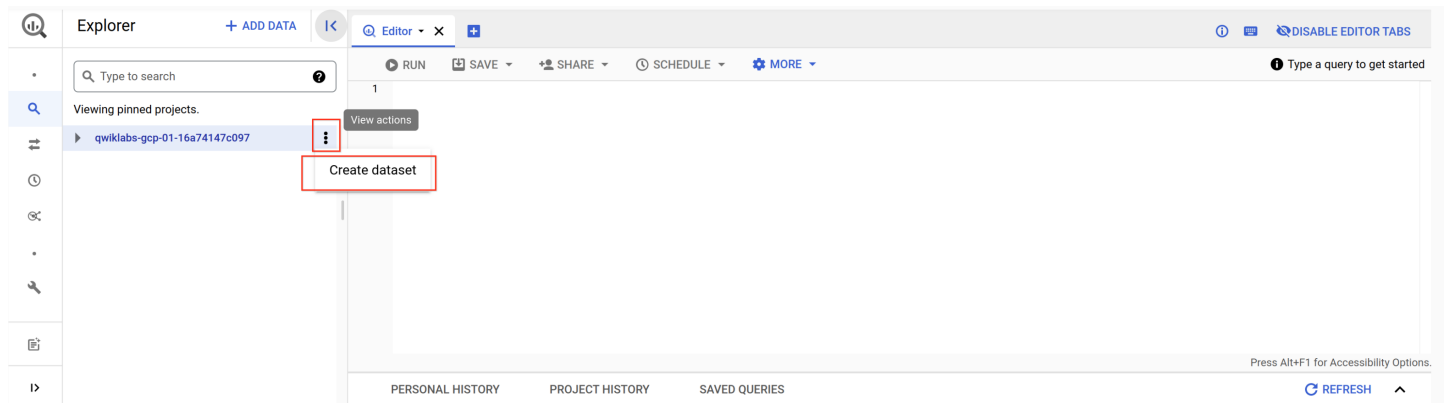 Explorer
+ ADD DATA
Editor
DISABLE EDITOR TABS
Type to search
RUN
SAVE
SHARE
SCHEDULE
MORE
Type a query to get started
1
Viewing pinned projects.
View actions
qwiklabs-gcp-01-16a74147c097
Create dataset
Press Alt+F1 for Accessibility Options.
PERSONAL HISTORY
PROJECT HISTORY
SAVED QUERIES
REFRESH